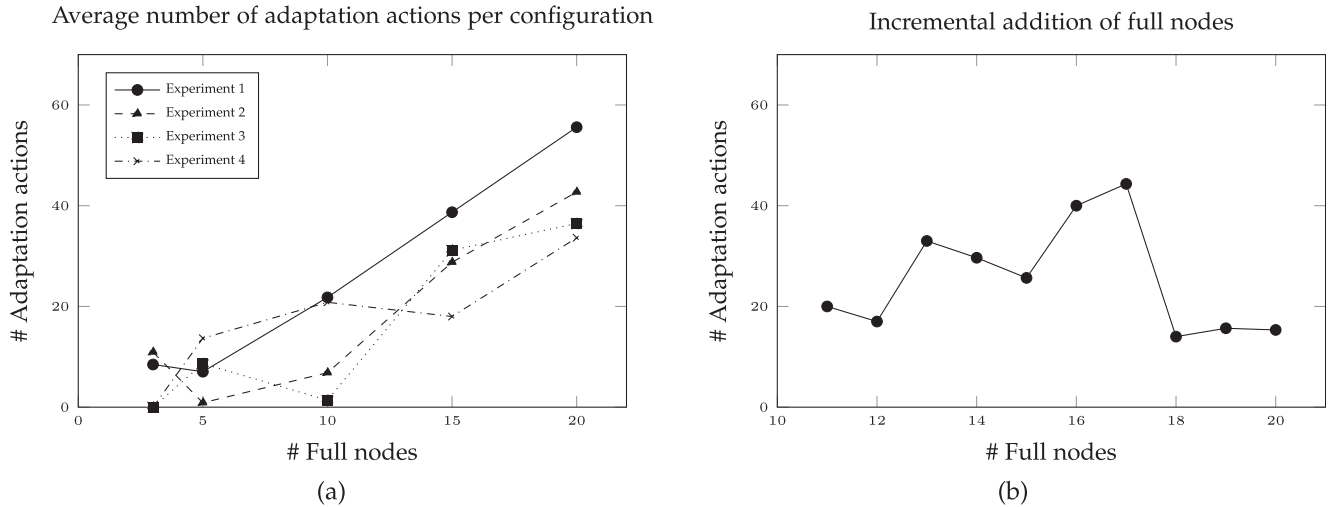 Average number of adaptation actions per configuration
# Adaptation actions
60
40
20
0
Experiment 1
Experiment 2
Experiment 3
Experiment 4
0 5 10 15 20
# Full nodes
(a)
Incremental addition of full nodes
# Adaptation actions
60
40
20
0
10 12 14 16 18 20
# Full nodes
(b)